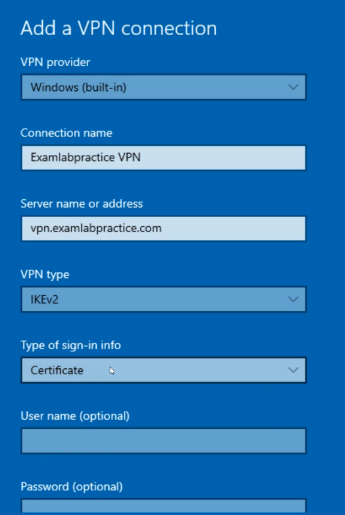 Add a VPN connection
VPN provider
Windows (built-in)
Connection name
Examlabpractice VPN
Server name or address
vpn.examlabpractice.com
VPN type
IKEv2
Type of sign-in info
Certificate
User name (optional)
Password (optional)